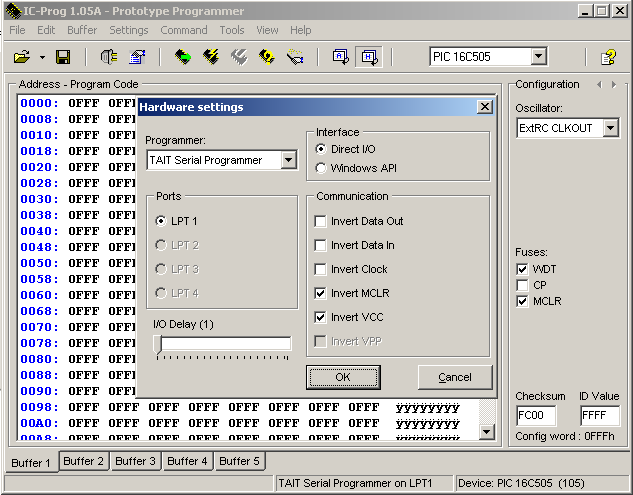 IC-Prog 1.05A - Prototype Programmer
File Edit Buffer Settings Command Tools View Help
PIC 16C505
Address - Program Code
Configuration
0000: 0FFF 0FF
0008: 0FFF 0FF
0010: 0FFF 0FF
0018: 0FFF 0FF
0020: 0FFF 0FF
0028: 0FFF 0FF
0030: 0FFF 0FF
0038: 0FFF 0FF
0040: 0FFF 0FF
0048: 0FFF 0FF
0050: 0FFF 0FF
0058: 0FFF 0FF
0060: 0FFF 0FF
0068: 0FFF 0FF
0070: 0FFF 0FF
0078: 0FFF 0FF
0080: 0FFF 0FF
0088: 0FFF 0FF
0090: 0FFF 0FF
0098: 0FFF 0FFF 0FFF 0FFF 0FFF 0FFF 0FFF 0FFF ÿÿÿÿÿÿÿÿ
00A0: 0FFF 0FFF 0FFF 0FFF 0FFF 0FFF 0FFF 0FFF ÿÿÿÿÿÿÿÿ
00A8: 0FFF 0FFF 0FFF 0FFF 0FFF 0FFF 0FFF 0FFF ÿÿÿÿÿÿÿÿ
Hardware settings
Programmer:
TAIT Serial Programmer
Interface
Direct I/O
Windows API
Ports
LPT 1
LPT 2
LPT 3
LPT 4
I/O Delay (1)
Communication
Invert Data Out
Invert Data In
Invert Clock
Invert MCLR
Invert VCC
Invert VPP
OK
Cancel
Oscillator:
ExtRC CLKOUT
Fuses:
WDT
CP
MCLR
Checksum ID Value
FC00 FFFF
Config word : 0FFFh
Buffer 1 Buffer 2 Buffer 3 Buffer 4 Buffer 5
TAIT Serial Programmer on LPT1 Device: PIC 16C505 (105)